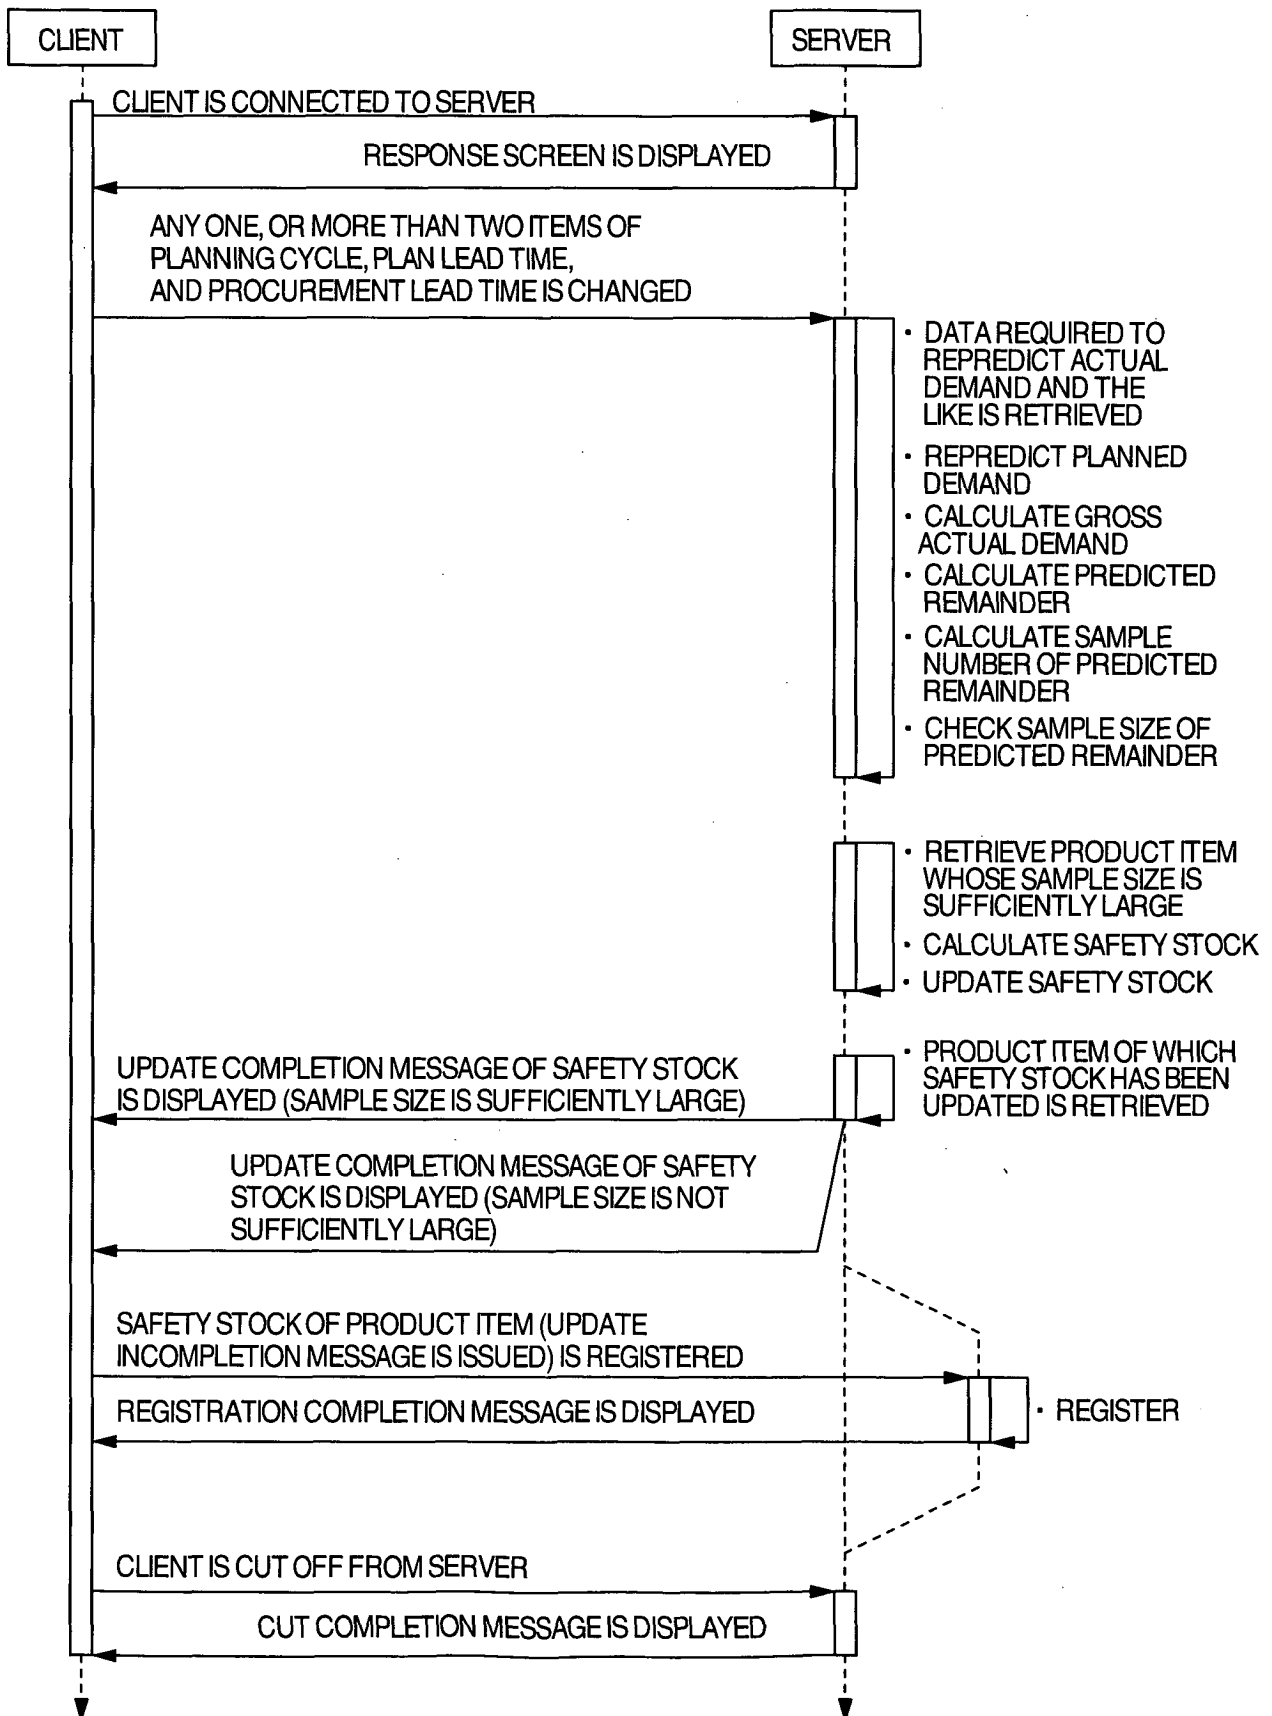 CLIENT
SERVER
CLIENT IS CONNECTED TO SERVER
RESPONSE SCREEN IS DISPLAYED
ANY ONE, OR MORE THAN TWO ITEMS OF
PLANNING CYCLE, PLAN LEAD TIME,
AND PROCUREMENT LEAD TIME IS CHANGED
· DATA REQUIRED TO
REPREDICT ACTUAL
DEMAND AND THE
LIKE IS RETRIEVED
· REPREDICT PLANNED
DEMAND
· CALCULATE GROSS
ACTUAL DEMAND
· CALCULATE PREDICTED
REMAINDER
· CALCULATE SAMPLE
NUMBER OF PREDICTED
REMAINDER
· CHECK SAMPLE SIZE OF
PREDICTED REMAINDER
· RETRIEVE PRODUCT ITEM
WHOSE SAMPLE SIZE IS
SUFFICIENTLY LARGE
· CALCULATE SAFETY STOCK
· UPDATE SAFETY STOCK
· PRODUCT ITEM OF WHICH
SAFETY STOCK HAS BEEN
UPDATED IS RETRIEVED
UPDATE COMPLETION MESSAGE OF SAFETY STOCK
IS DISPLAYED (SAMPLE SIZE IS SUFFICIENTLY LARGE)
UPDATE COMPLETION MESSAGE OF SAFETY
STOCK IS DISPLAYED (SAMPLE SIZE IS NOT
SUFFICIENTLY LARGE)
SAFETY STOCK OF PRODUCT ITEM (UPDATE
INCOMPLETION MESSAGE IS ISSUED) IS REGISTERED
REGISTRATION COMPLETION MESSAGE IS DISPLAYED
· REGISTER
CLIENT IS CUT OFF FROM SERVER
CUT COMPLETION MESSAGE IS DISPLAYED